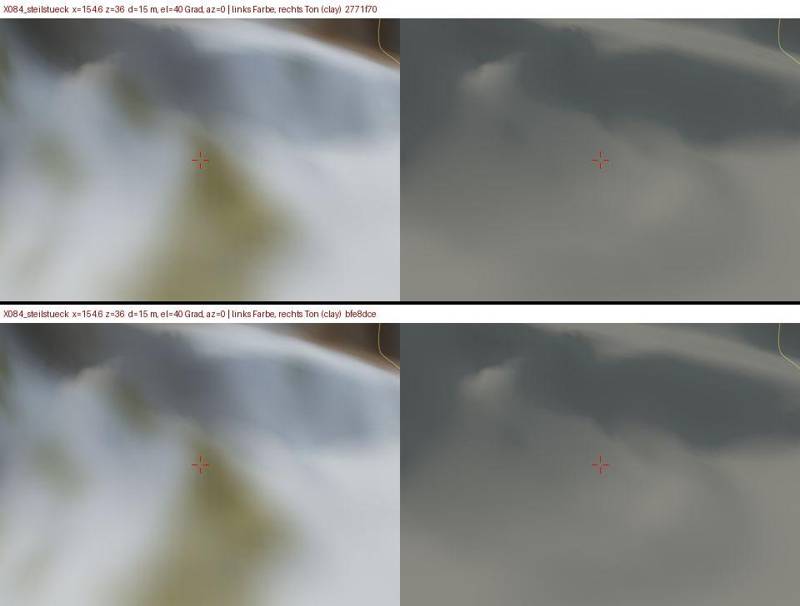 X084_steilstueck x=154.6 z=36 d=15 m, el=40 Grad, az=0 | links Farbe, rechts Ton (clay) 2771f70
X084_steilstueck x=154.6 z=36 d=15 m, el=40 Grad, az=0 | links Farbe, rechts Ton (clay) bfe8dce